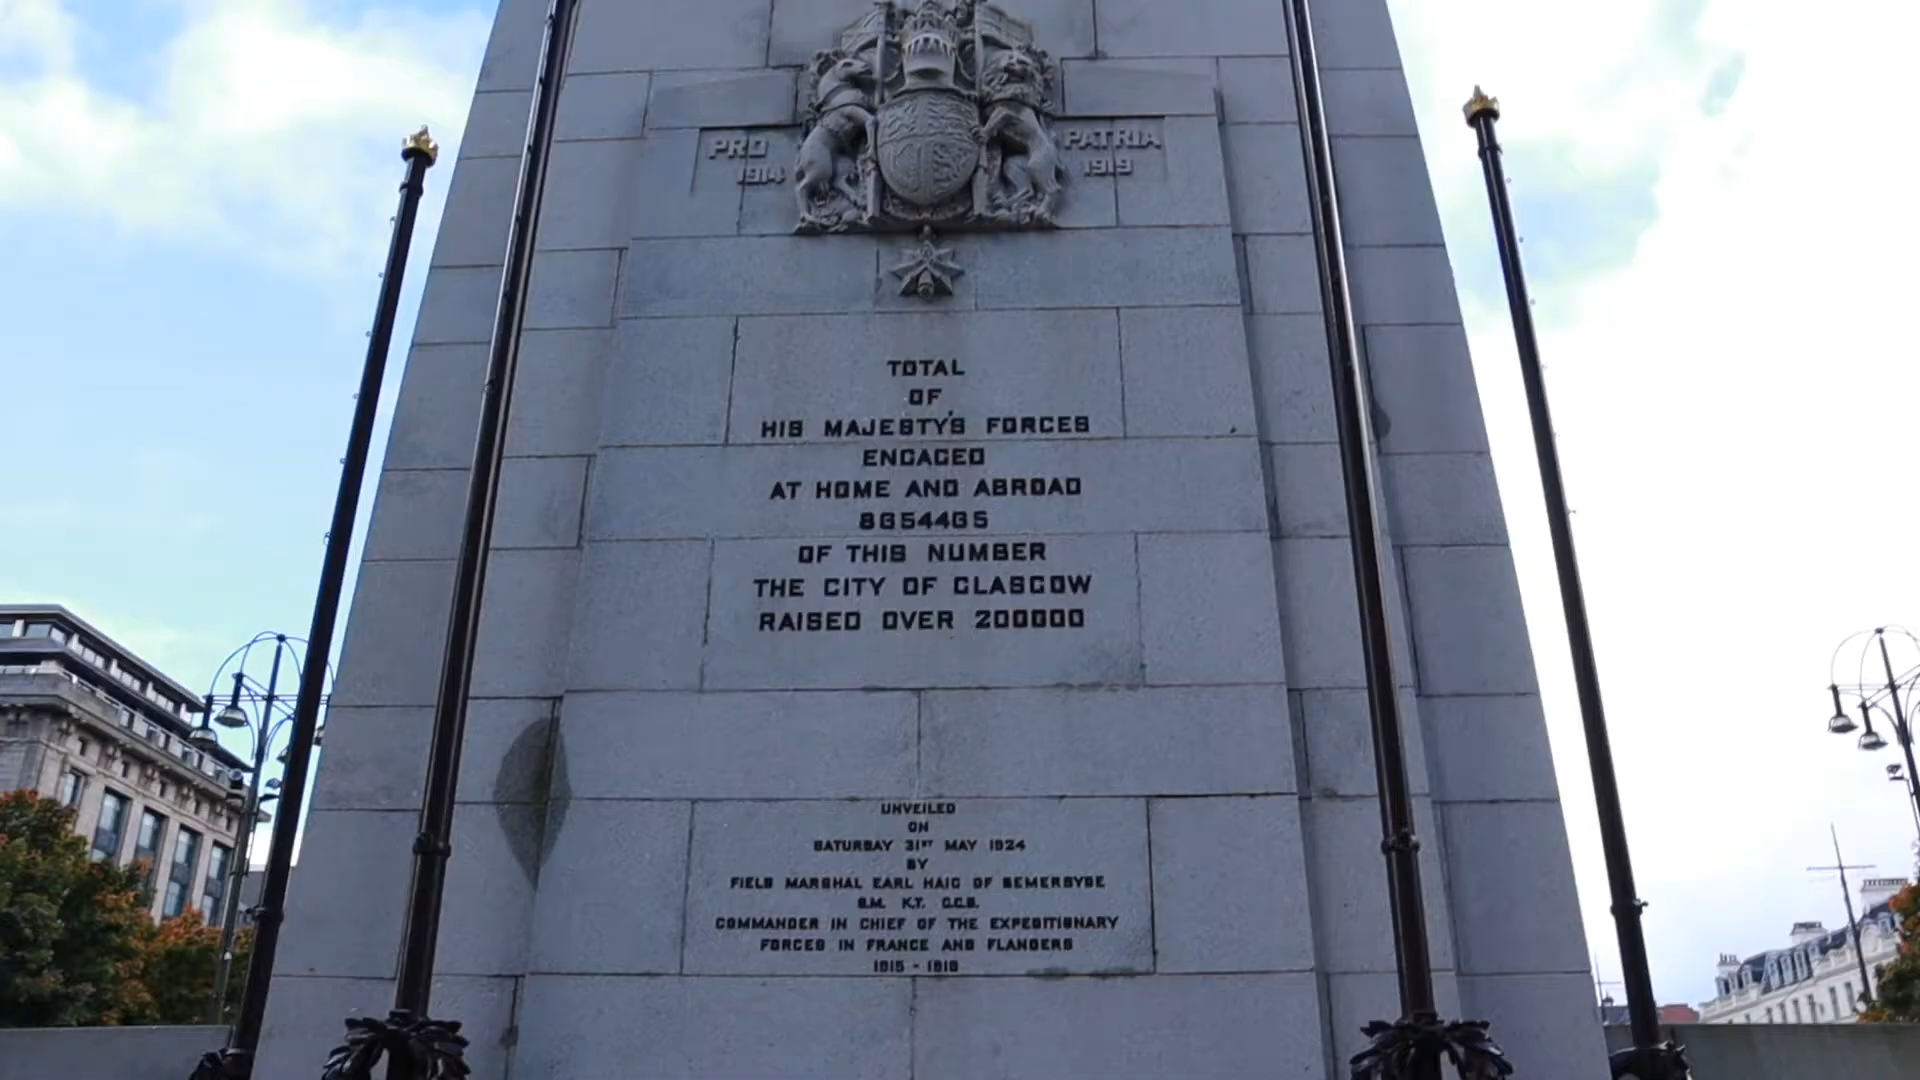 PRO PATRIA
1914 1919
TOTAL
OF
HIS MAJESTY'S FORCES
ENGAGED
AT HOME AND ABROAD
8654465
OF THIS NUMBER
THE CITY OF GLASGOW
RAISED OVER 200000
UNVEILED
ON
SATURDAY 31ST MAY 1924
BY
FIELD MARSHAL EARL HAIG OF BEMERSYDE
O.M. K.T. G.C.B.
COMMANDER IN CHIEF OF THE EXPEDITIONARY
FORCES IN FRANCE AND FLANDERS
1915 - 1919